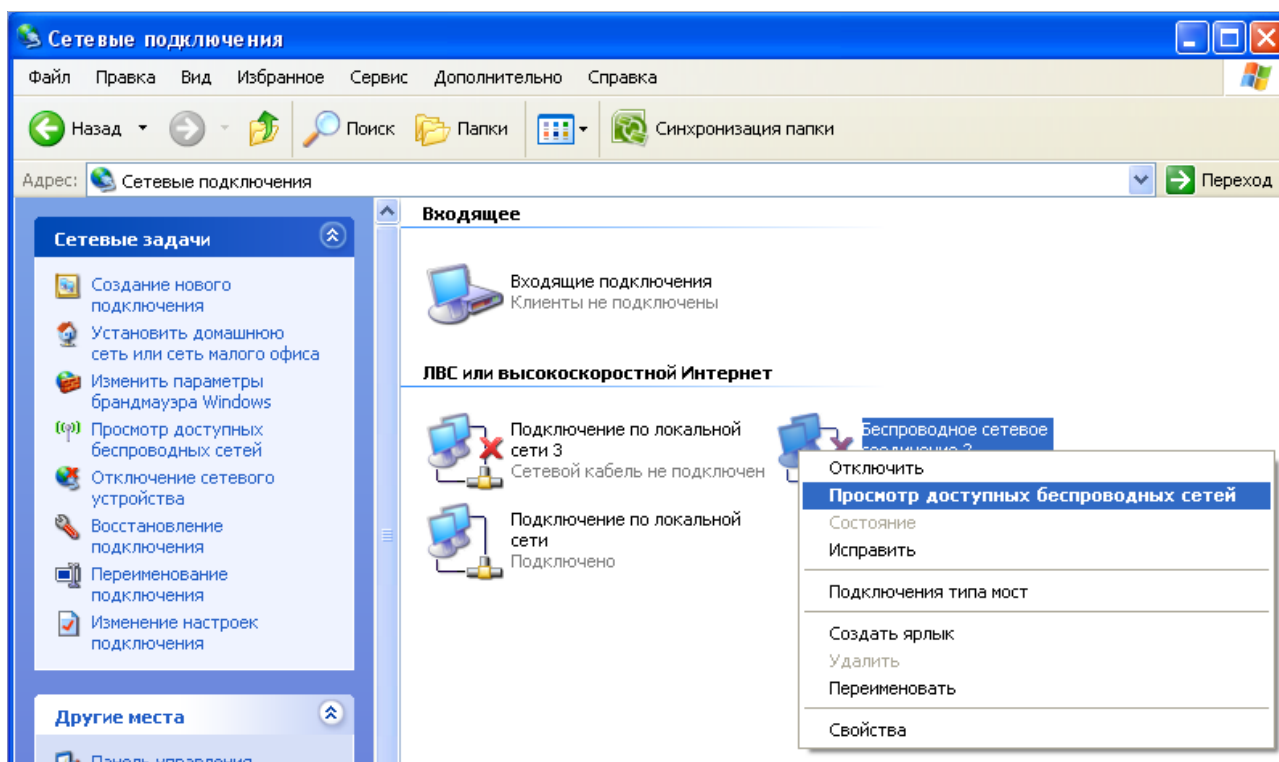 Сетевые подключения
Файл Правка Вид Избранное Сервис Дополнительно Справка
Назад Поиск Папки Синхронизация папки
Адрес: Сетевые подключения Переход
Сетевые задачи
Создание нового
подключения
Установить домашнюю
сеть или сеть малого офиса
Изменить параметры
брандмауэра Windows
Просмотр доступных
беспроводных сетей
Отключение сетевого
устройства
Восстановление
подключения
Переименование
подключения
Изменение настроек
подключения
Другие места
Панель управления
Входящее
Входящие подключения
Клиенты не подключены
ЛВС или высокоскоростной Интернет
Подключение по локальной
сети 3
Сетевой кабель не подключен
Беспроводное сетевое
соединение 2
Подключение по локальной
сети
Подключено
Отключить
Просмотр доступных беспроводных сетей
Состояние
Исправить
Подключения типа мост
Создать ярлык
Удалить
Переименовать
Свойства